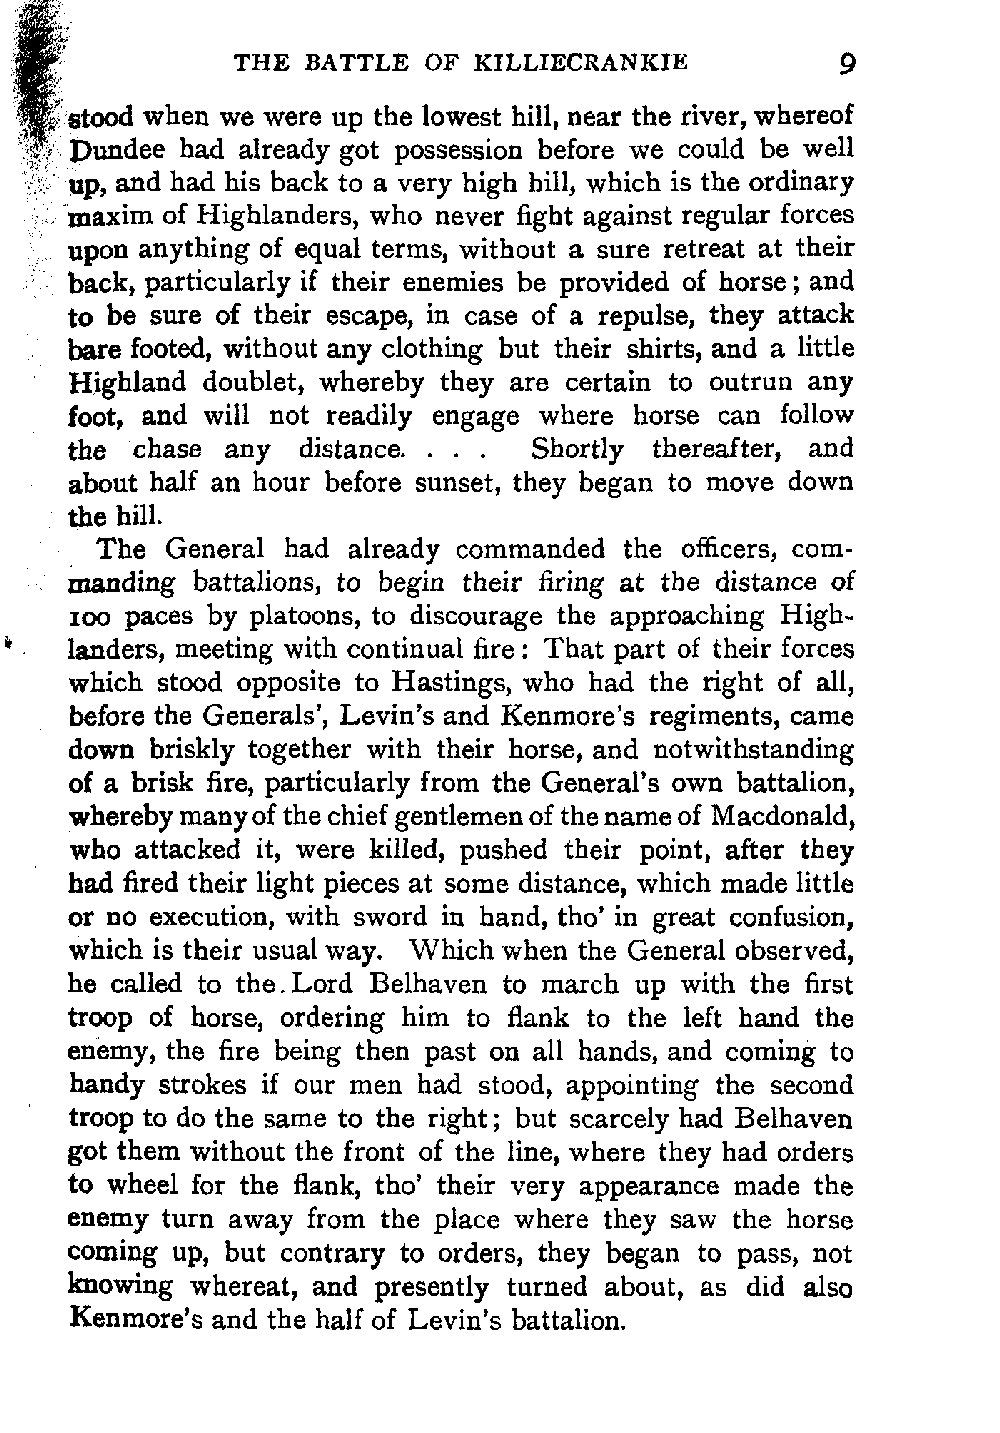 THE BATTLE OF KILLIECRANKIE 9
stood when we were up the lowest hill, near the river, whereof
Dundee had already got possession before we could be well
up, and had his back to a very high hill, which is the ordinary
maxim of Highlanders, who never fight against regular forces
upon anything of equal terms, without a sure retreat at their
back, particularly if their enemies be provided of horse; and
to be sure of their escape, in case of a repulse, they attack
bare footed, without any clothing but their shirts, and a little
Highland doublet, whereby they are certain to outrun any
foot, and will not readily engage where horse can follow
the chase any distance. . . . Shortly thereafter, and
about half an hour before sunset, they began to move down
the hill.
The General had already commanded the officers, com-
manding battalions, to begin their firing at the distance of
100 paces by platoons, to discourage the approaching High-
landers, meeting with continual fire: That part of their forces
which stood opposite to Hastings, who had the right of all,
before the Generals', Levin's and Kenmore's regiments, came
down briskly together with their horse, and notwithstanding
of a brisk fire, particularly from the General's own battalion,
whereby many of the chief gentlemen of the name of Macdonald,
who attacked it, were killed, pushed their point, after they
had fired their light pieces at some distance, which made little
or no execution, with sword in hand, tho' in great confusion,
which is their usual way. Which when the General observed,
he called to the Lord Belhaven to march up with the first
troop of horse, ordering him to flank to the left hand the
enemy, the fire being then past on all hands, and coming to
handy strokes if our men had stood, appointing the second
troop to do the same to the right; but scarcely had Belhaven
got them without the front of the line, where they had orders
to wheel for the flank, tho' their very appearance made the
enemy turn away from the place where they saw the horse
coming up, but contrary to orders, they began to pass, not
knowing whereat, and presently turned about, as did also
Kenmore's and the half of Levin's battalion.